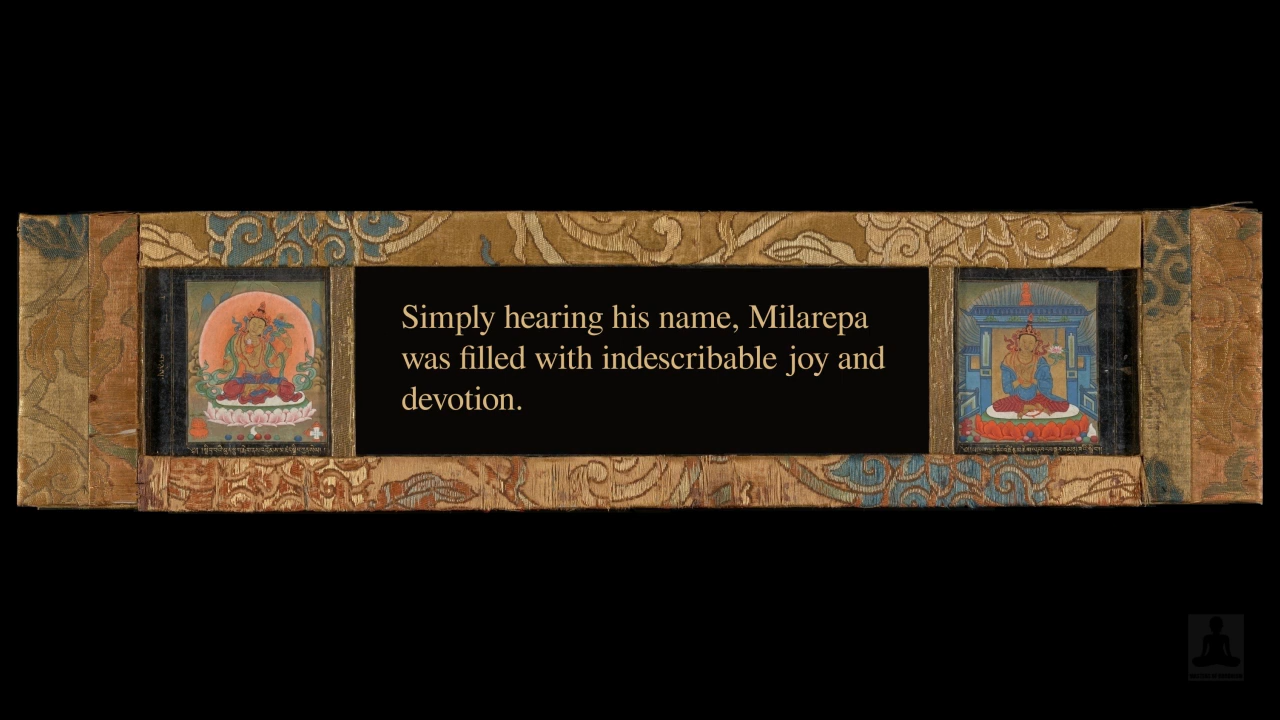 Simply hearing his name, Milarepa
was filled with indescribable joy and
devotion.